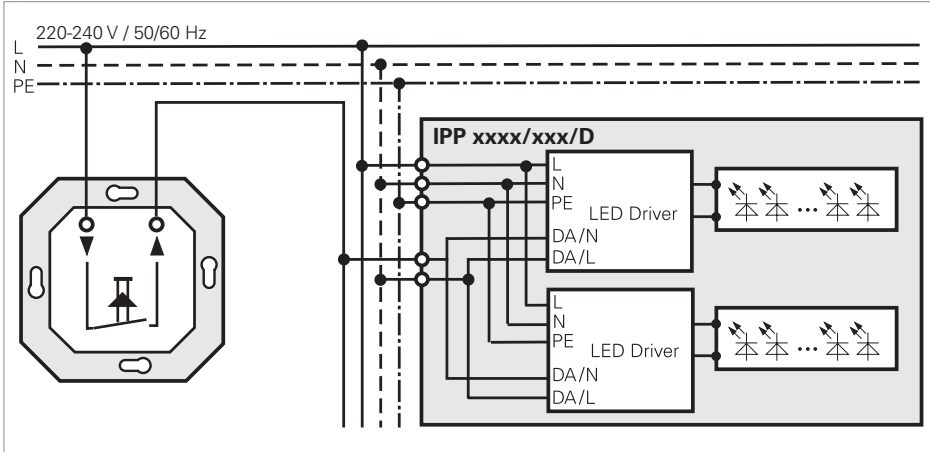 220-240 V / 50/60 Hz
L
N
PE
IPP xxxx/xxx/D
L
N
PE
LED Driver
DA/N
DA/L
L
N
PE
LED Driver
DA/N
DA/L